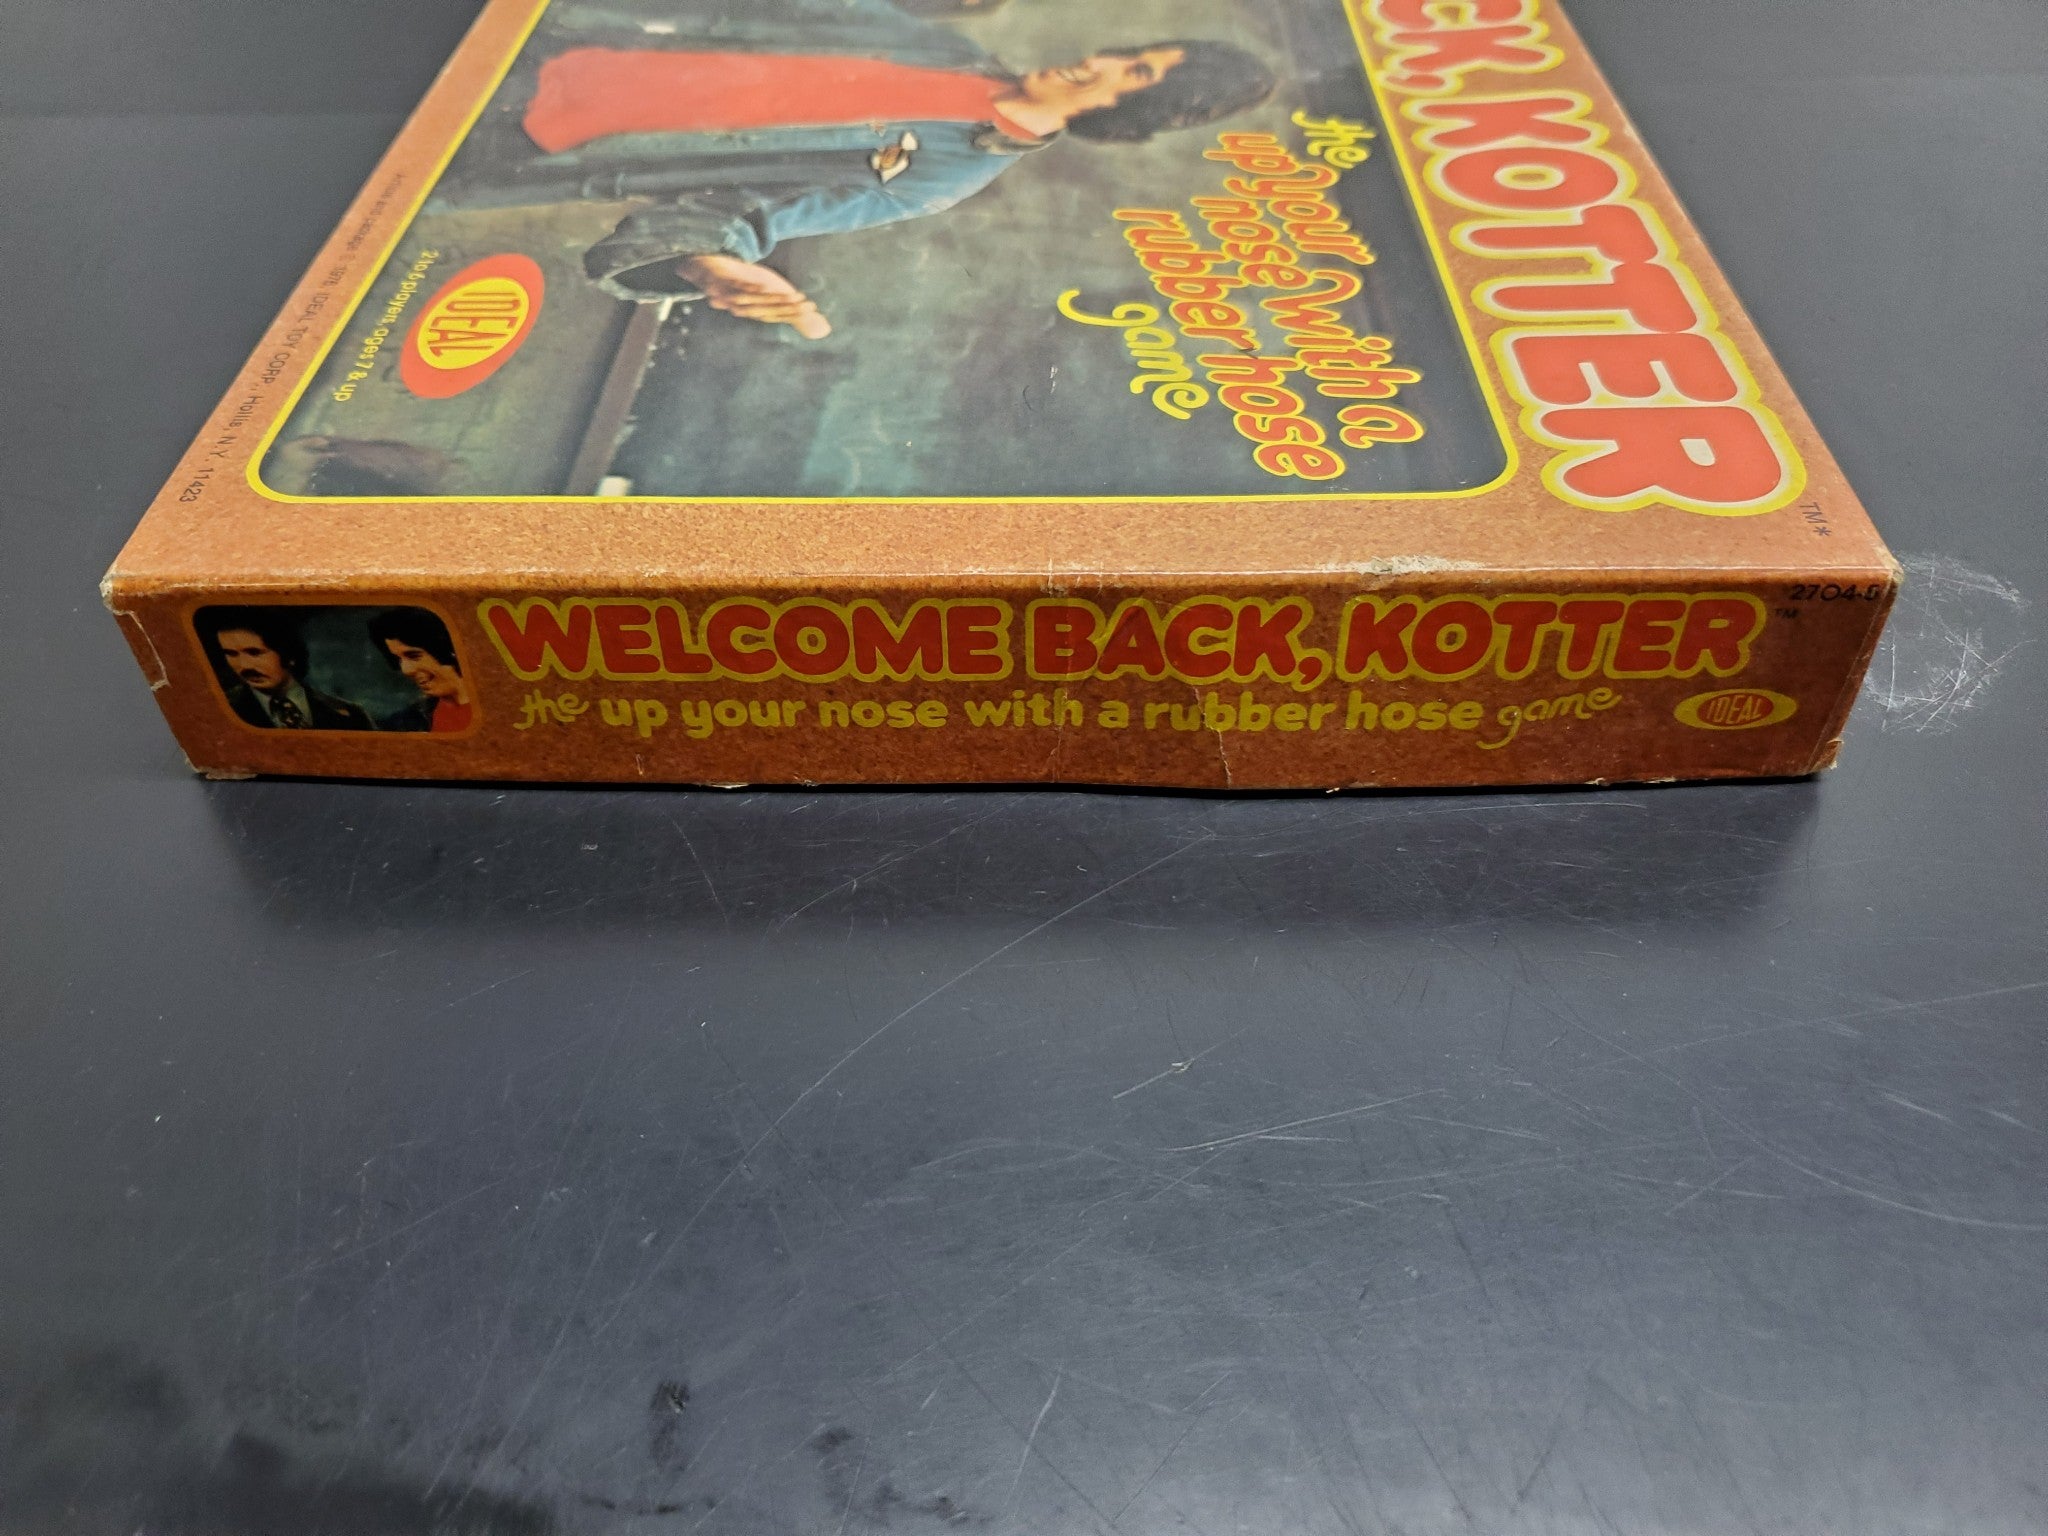 CK, KOTTER
TM*
the
up your
nose with a
rubber hose
game
IDEAL
2 to 6 players, ages 7 & up
1976, IDEAL TOY CORP., Hollis, N.Y. 11423
2704-
WELCOME BACK, KOTTER
TM
the up your nose with a rubber hose game
IDEAL